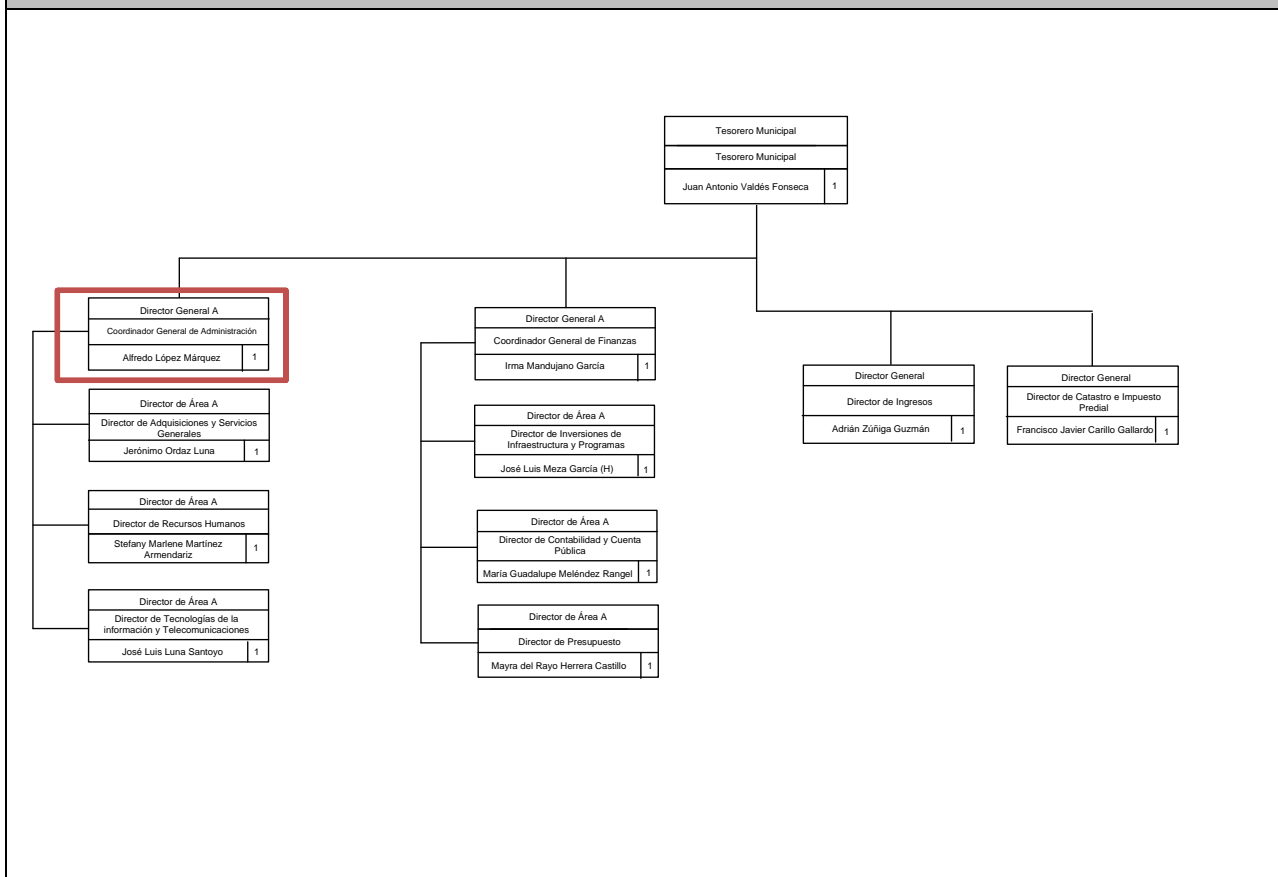 Tesorero Municipal
Tesorero Municipal
Juan Antonio Valdés Fonseca 1
Director General A
Coordinador General de Administración
Alfredo López Márquez 1
Director de Área A
Director de Adquisiciones y Servicios
Generales
Jerónimo Ordaz Luna 1
Director de Área A
Director de Recursos Humanos
Stefany Marlene Martínez
Armendariz 1
Director de Área A
Director de Tecnologías de la
información y Telecomunicaciones
José Luis Luna Santoyo 1
Director General A
Coordinador General de Finanzas
Irma Mandujano García 1
Director de Área A
Director de Inversiones de
Infraestructura y Programas
José Luis Meza García (H) 1
Director de Área A
Director de Contabilidad y Cuenta
Pública
María Guadalupe Meléndez Rangel 1
Director de Área A
Director de Presupuesto
Mayra del Rayo Herrera Castillo 1
Director General
Director de Ingresos
Adrián Zúñiga Guzmán 1
Director General
Director de Catastro e Impuesto
Predial
Francisco Javier Carillo Gallardo 1